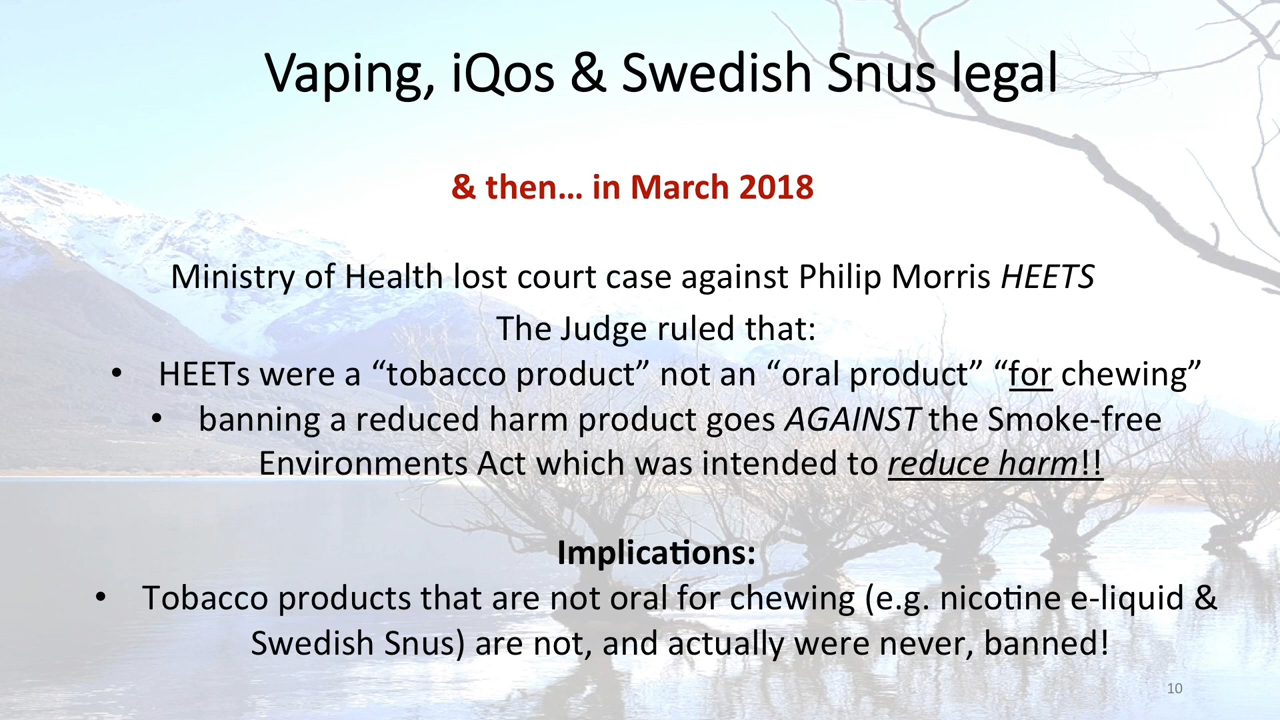 Vaping, iQos & Swedish Snus legal
& then… in March 2018
Ministry of Health lost court case against Philip Morris HEETS
The Judge ruled that:
• HEETs were a “tobacco product” not an “oral product” “for chewing”
• banning a reduced harm product goes AGAINST the Smoke-free
Environments Act which was intended to reduce harm!!
Implications:
• Tobacco products that are not oral for chewing (e.g. nicotine e-liquid &
Swedish Snus) are not, and actually were never, banned!
10